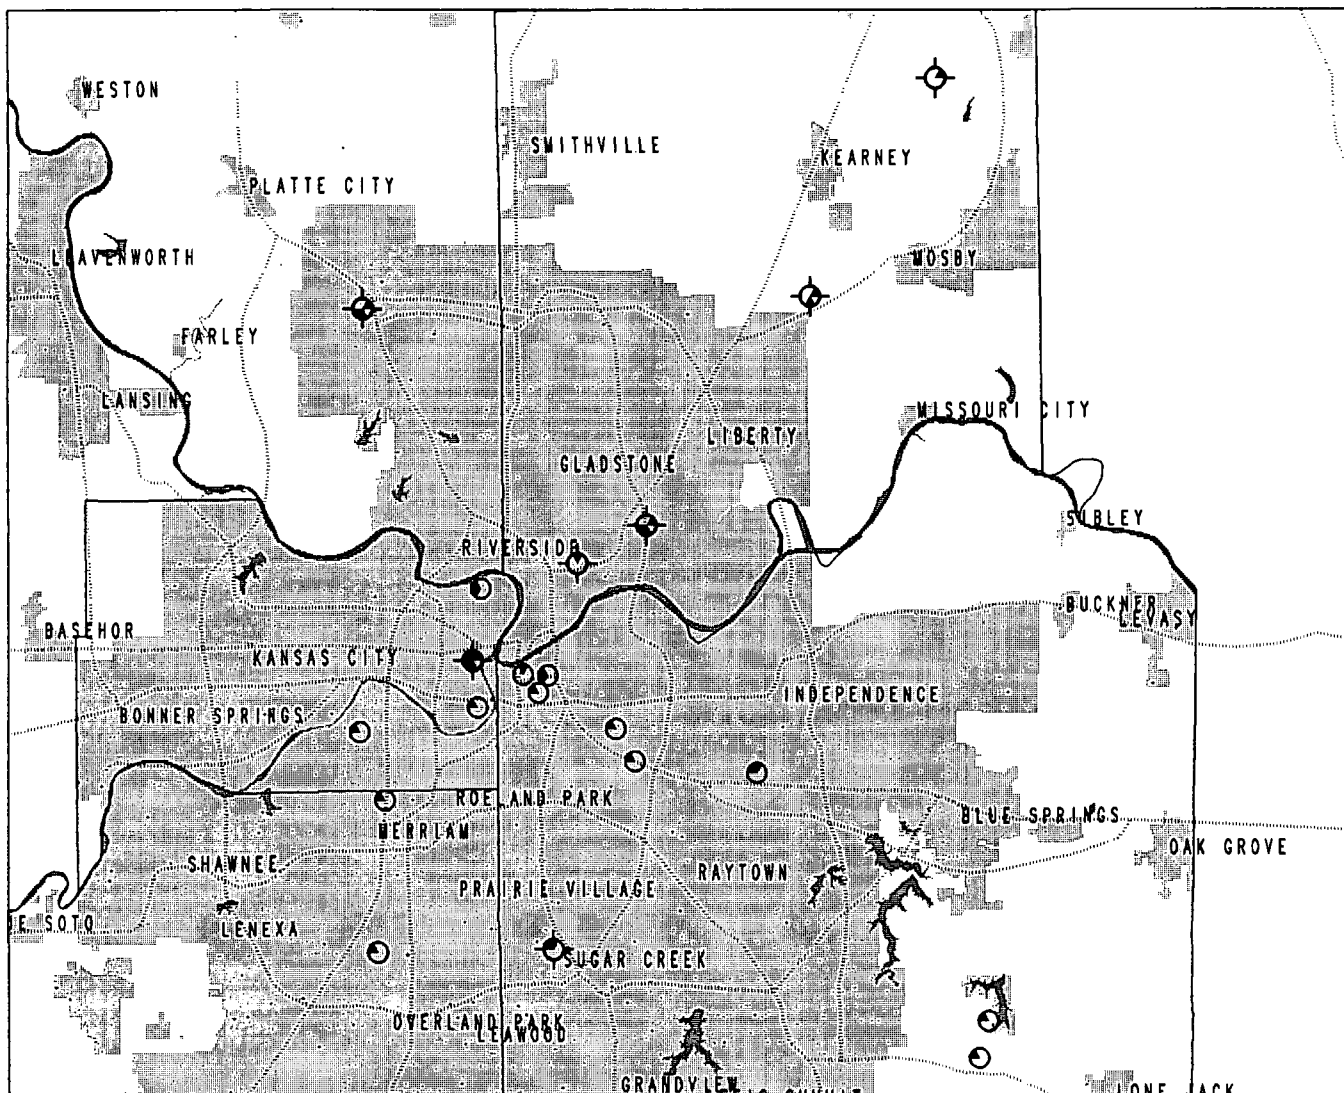 WESTON
SMITHVILLE
KEARNEY
PLATTE CITY
LEAVENWORTH
MOSBY
FARLEY
LANSING
MISSOURI CITY
LIBERTY
GLADSTONE
SIBLEY
RIVERSIDE
BUCKNER
LEVASY
BASEHOR
KANSAS CITY
INDEPENDENCE
BONNER SPRINGS
ROELAND PARK
BLUE SPRINGS
MERRIAM
OAK GROVE
SHAWNEE
RAYTOWN
PRAIRIE VILLAGE
DE SOTO
LENEXA
SUGAR CREEK
OVERLAND PARK
LEAWOOD
GRANDVIEW
LONE JACK